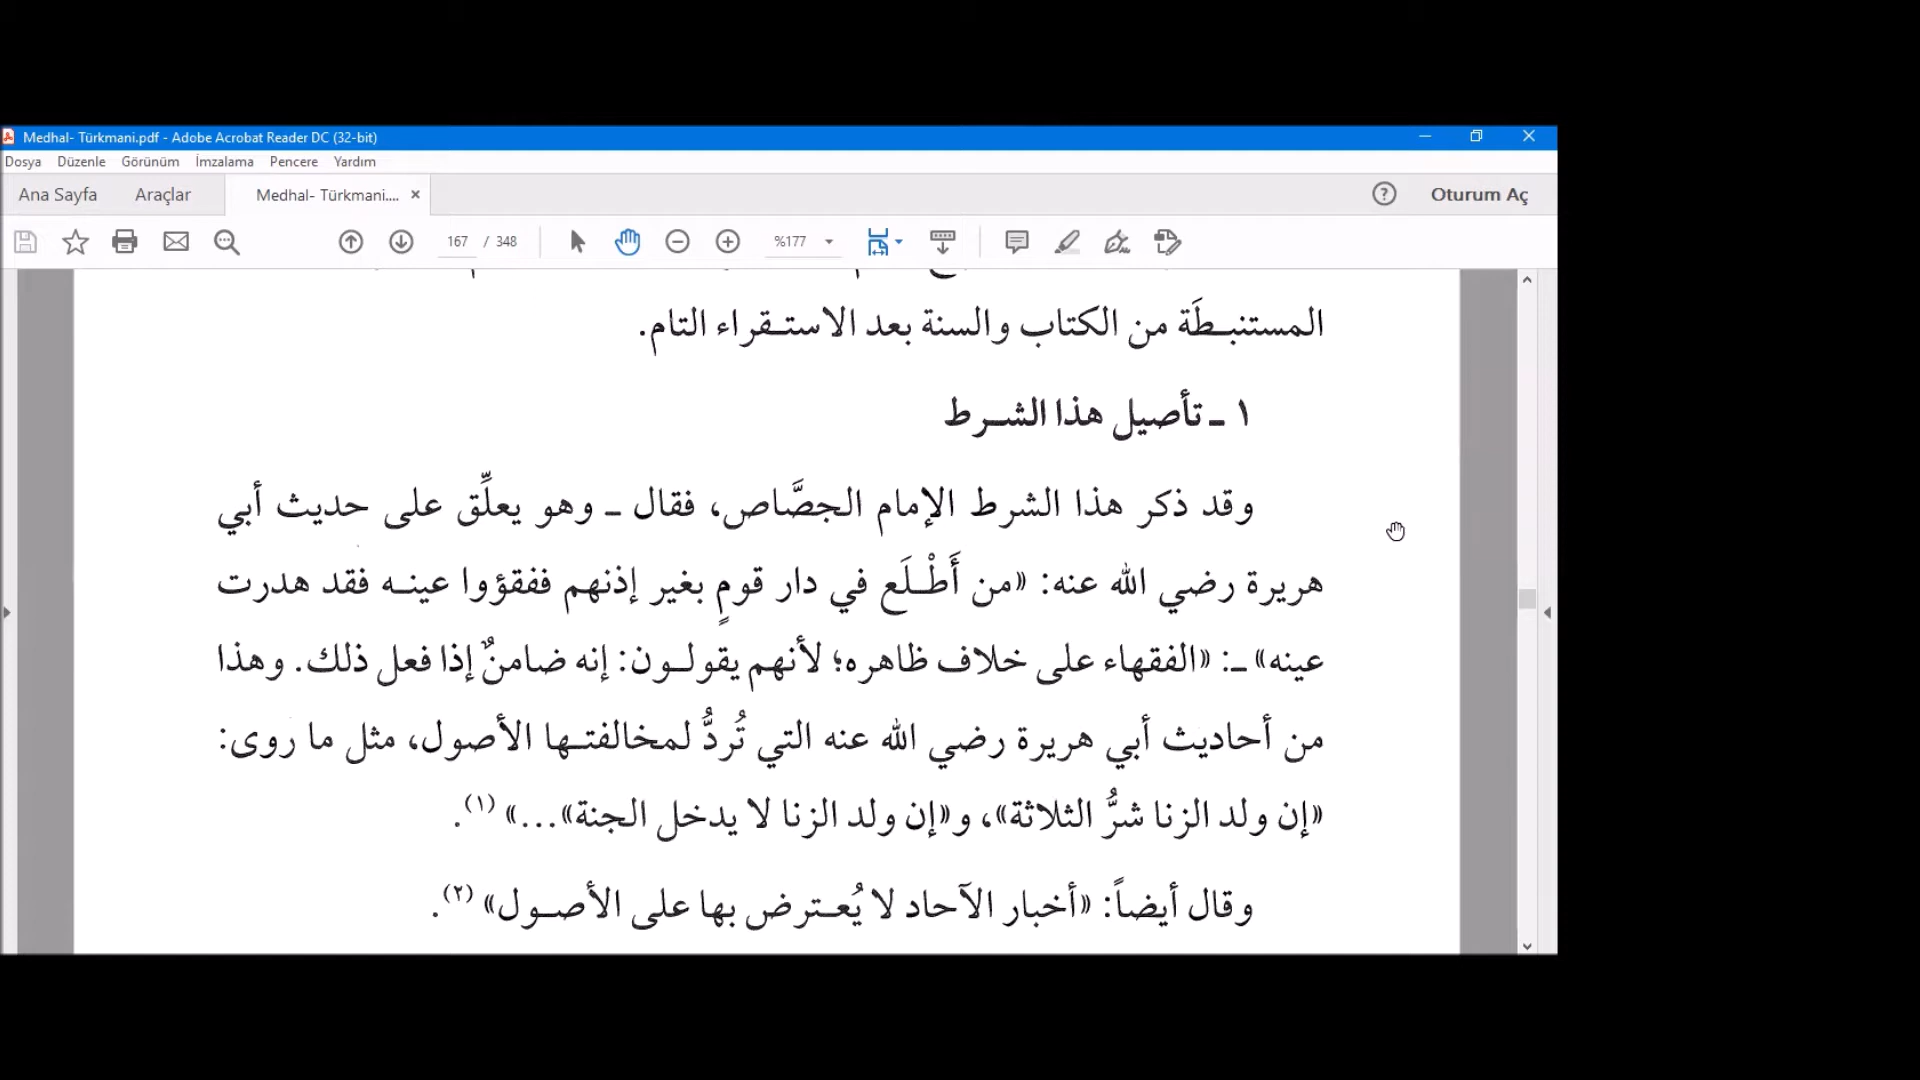 Medhal- Türkmani.pdf - Adobe Acrobat Reader DC (32-bit)
Dosya Düzenle Görünüm İmzalama Pencere Yardım
Ana Sayfa Araçlar Medhal- Türkmani.... Oturum Aç
167 / 348 %177
المستنبطَة من الكتاب والسنة بعد الاستقراء التام.
١ ـ تأصيل هذا الشرط
وقد ذكر هذا الشرط الإمام الجصَّاص، فقال ـ وهو يعلِّق على حديث أبي
هريرة رضي الله عنه: «من أَطْلَع في دار قومٍ بغير إذنهم ففقؤوا عينه فقد هدرت
عينه» ـ: «الفقهاء على خلاف ظاهره؛ لأنهم يقولون: إنه ضامنٌ إذا فعل ذلك. وهذا
من أحاديث أبي هريرة رضي الله عنه التي تُردُّ لمخالفتها الأصول، مثل ما روى:
«إن ولد الزنا شرُّ الثلاثة»، و«إن ولد الزنا لا يدخل الجنة»...» (١).
وقال أيضاً: «أخبار الآحاد لا يُعترض بها على الأصول» (٢).